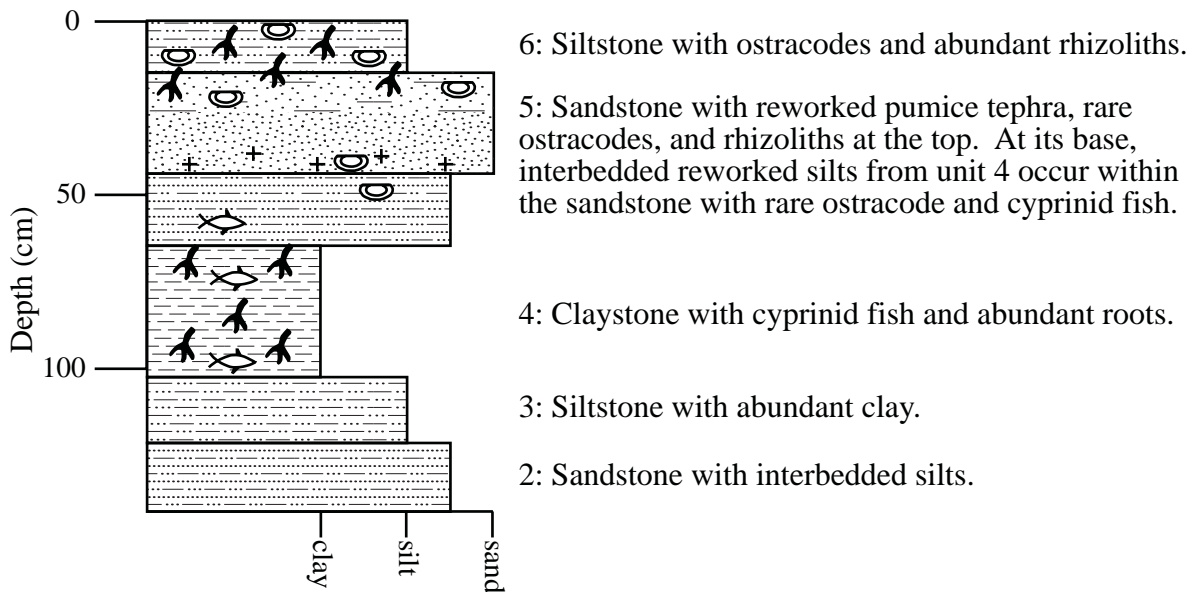 0
50
100
Depth (cm)
6: Siltstone with ostracodes and abundant rhizoliths.
5: Sandstone with reworked pumice tephra, rare
ostracodes, and rhizoliths at the top.  At its base,
interbedded reworked silts from unit 4 occur within
the sandstone with rare ostracode and cyprinid fish.
4: Claystone with cyprinid fish and abundant roots.
3: Siltstone with abundant clay.
2: Sandstone with interbedded silts.
clay
silt
sand